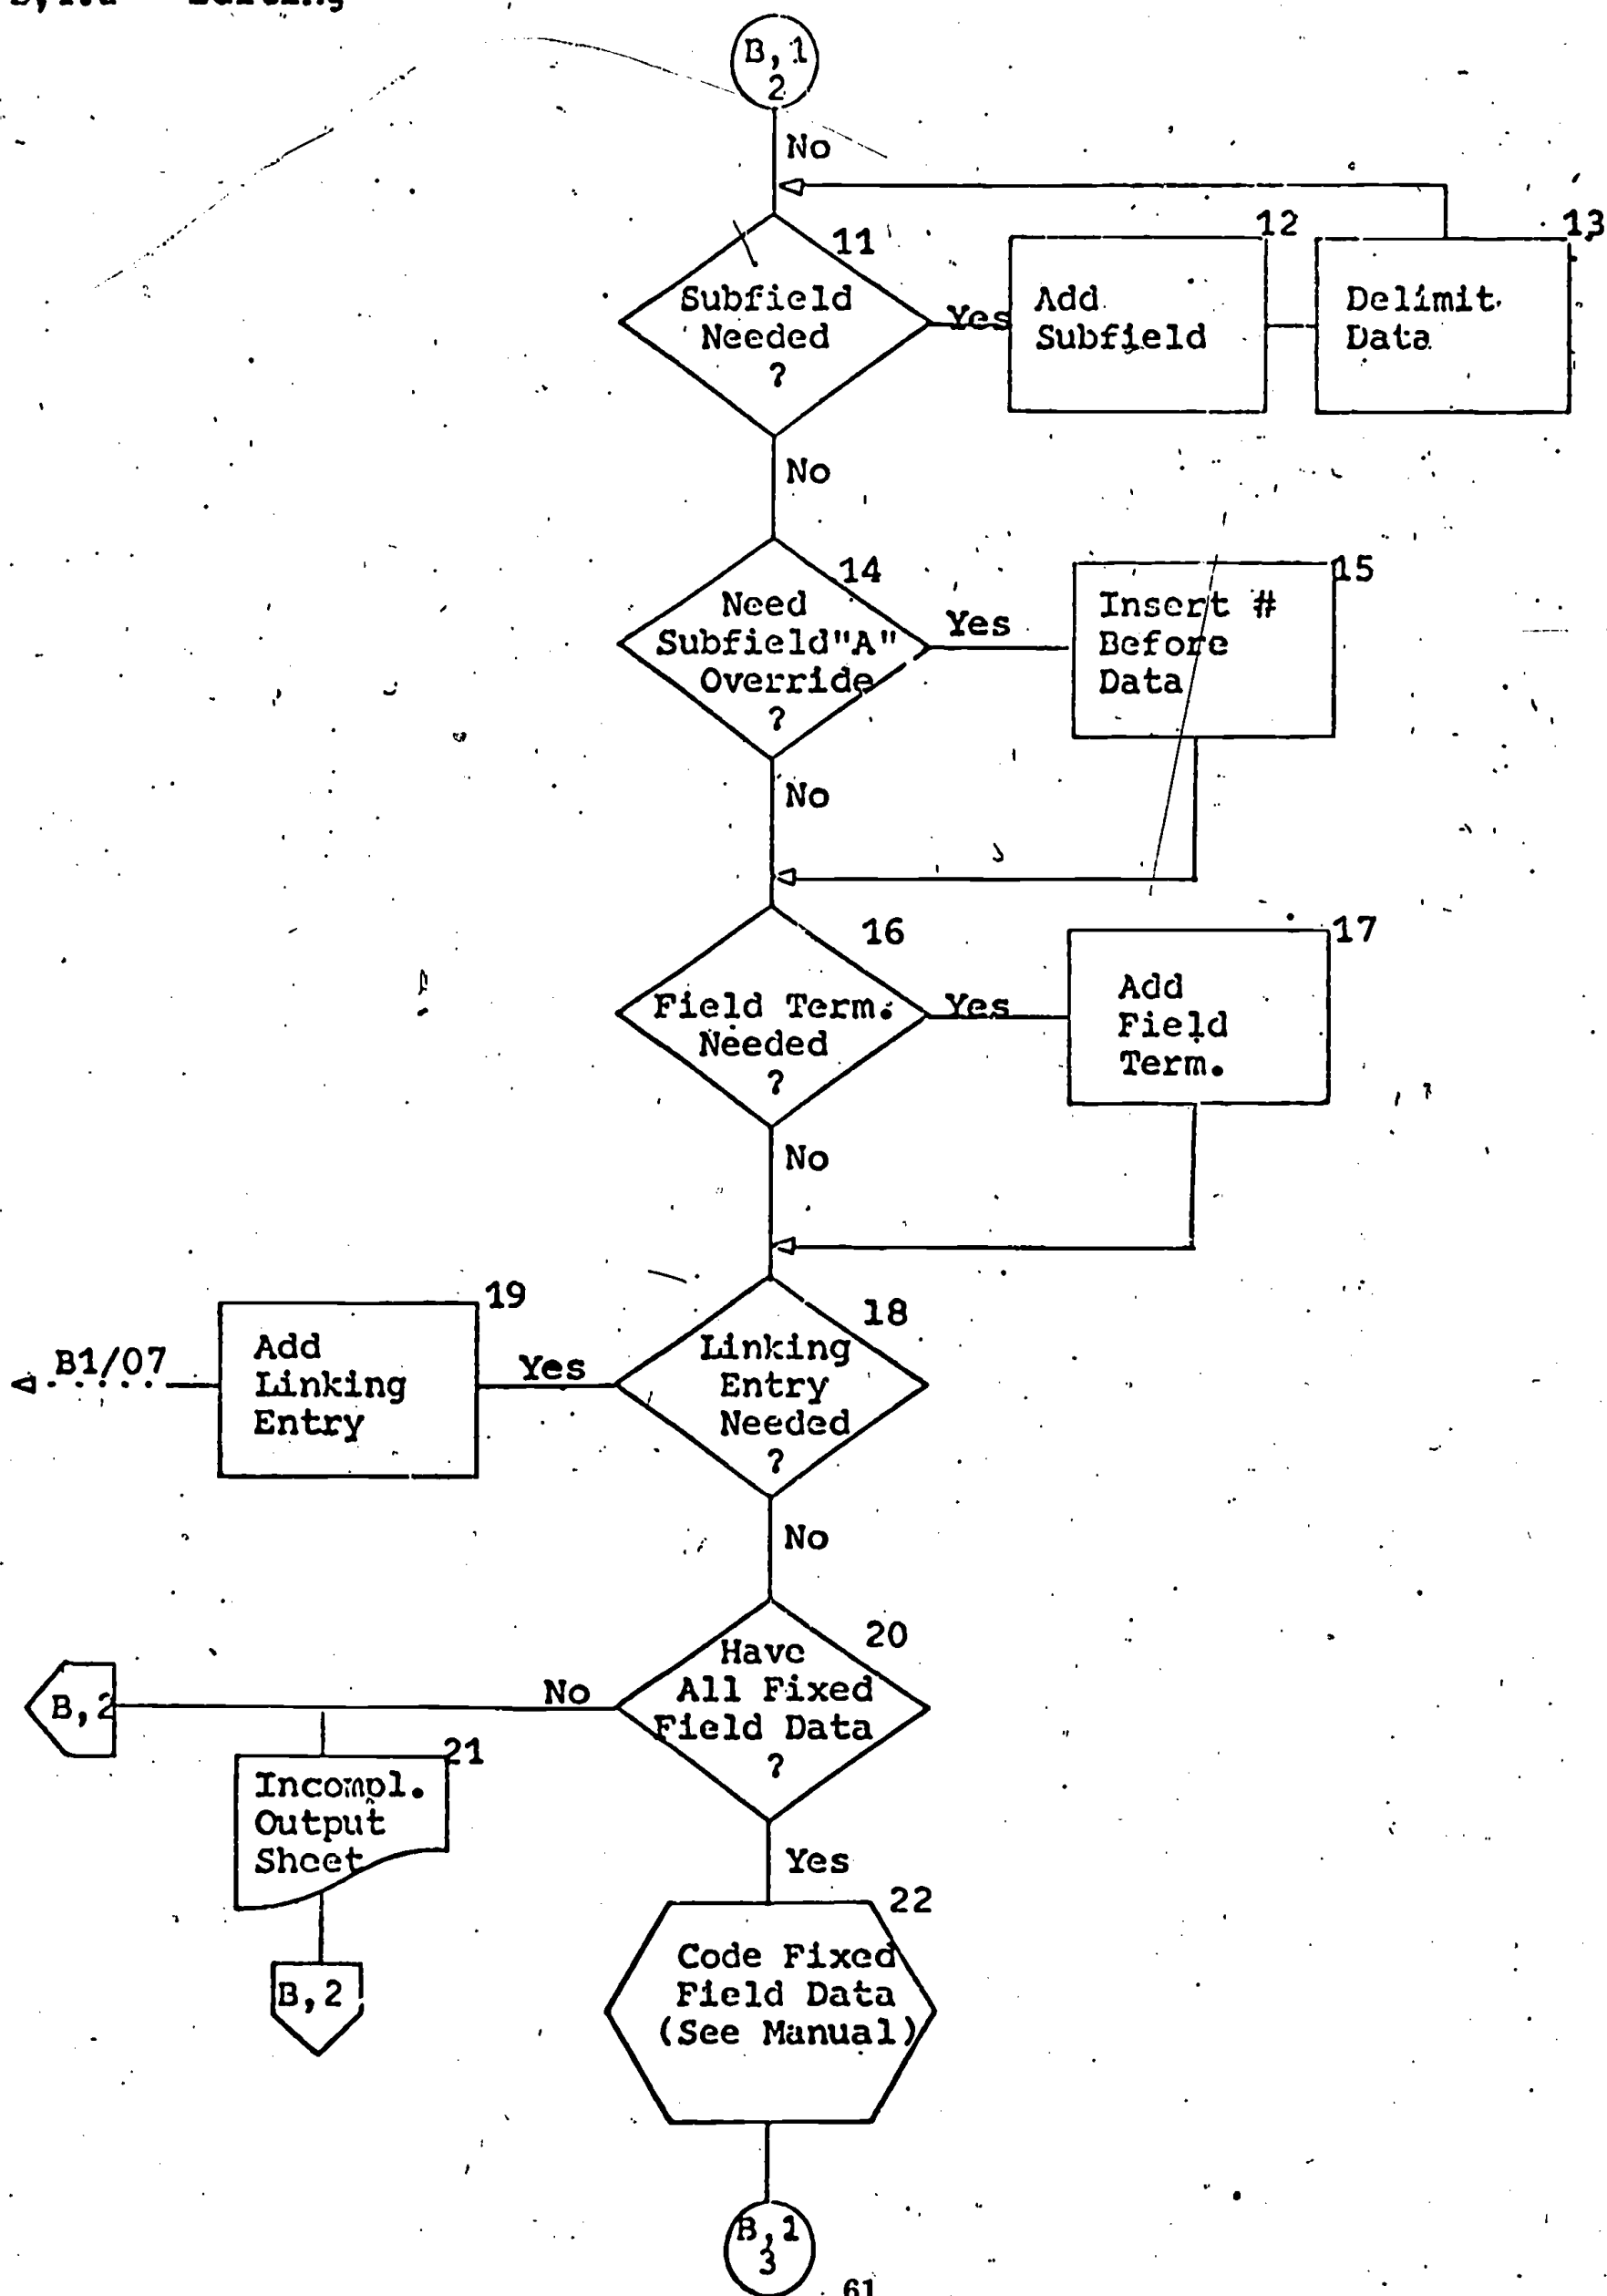 B, 1
2
No
11
Subfield
Needed
?
Yes
12
Add
Subfield
13
Delimit
Data
No
14
Need
Subfield"A"
Override
?
Yes
15
Insert #
Before
Data
No
16
Field Term.
Needed
?
Yes
17
Add
Field
Term.
No
18
Linking
Entry
Needed
?
Yes
19
Add
Linking
Entry
B1/07
No
20
Have
All Fixed
Field Data
?
No
B,2
21
Incompl.
Output
Sheet
B,2
Yes
22
Code Fixed
Field Data
(See Manual)
B,1
3
61